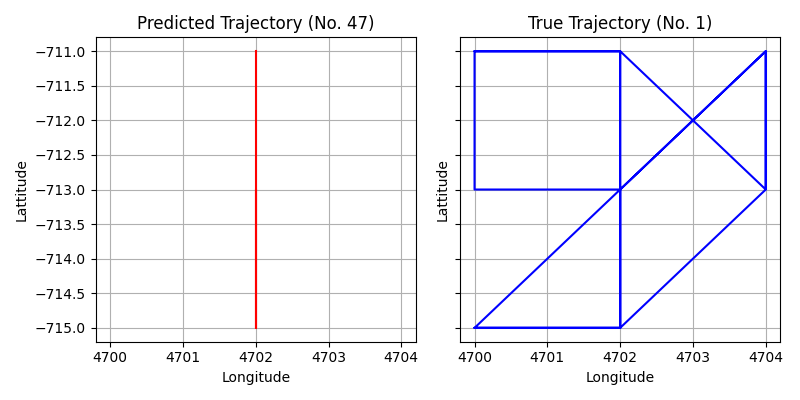 Predicted Trajectory (No. 47)
Lattitude
−711.0
−711.5
−712.0
−712.5
−713.0
−713.5
−714.0
−714.5
−715.0
4700 4701 4702 4703 4704
Longitude
True Trajectory (No. 1)
Lattitude
4700 4701 4702 4703 4704
Longitude